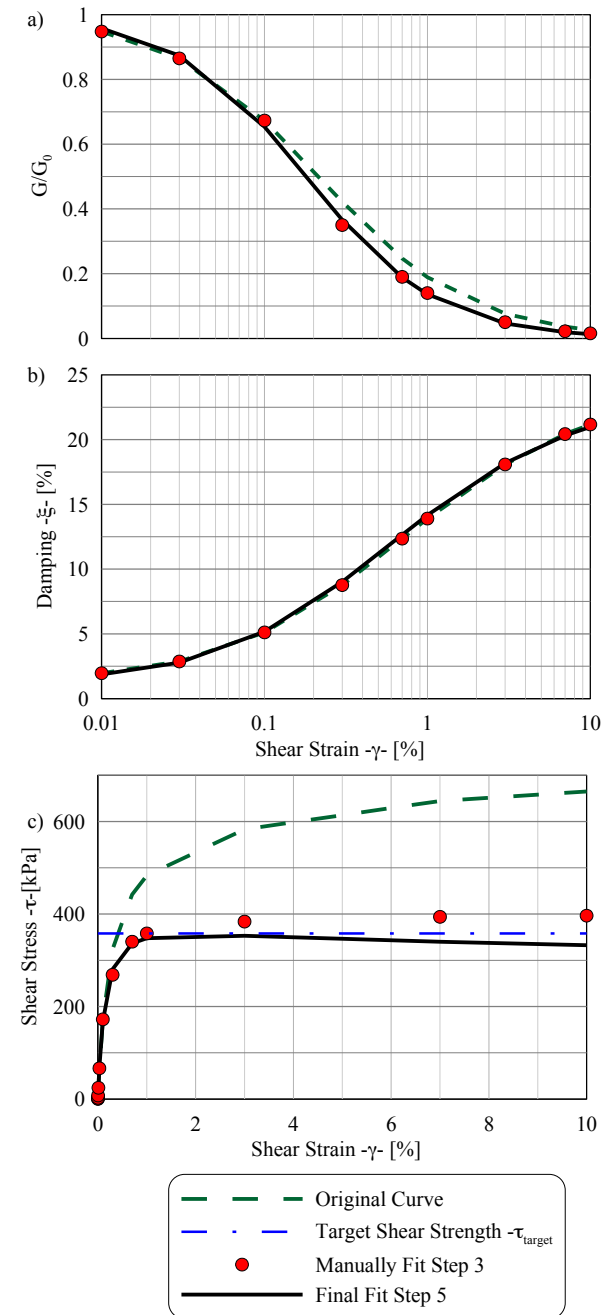 a)
1
0.8
0.6
0.4
0.2
0
G/G0
b)
25
20
15
10
5
0
Damping -ξ- [%]
0.01 0.1 1 10
Shear Strain -γ- [%]
c)
600
400
200
0
Shear Stress -τ-[kPa]
0 2 4 6 8 10
Shear Strain -γ- [%]
Original Curve
Target Shear Strength -τtarget
Manually Fit Step 3
Final Fit Step 5